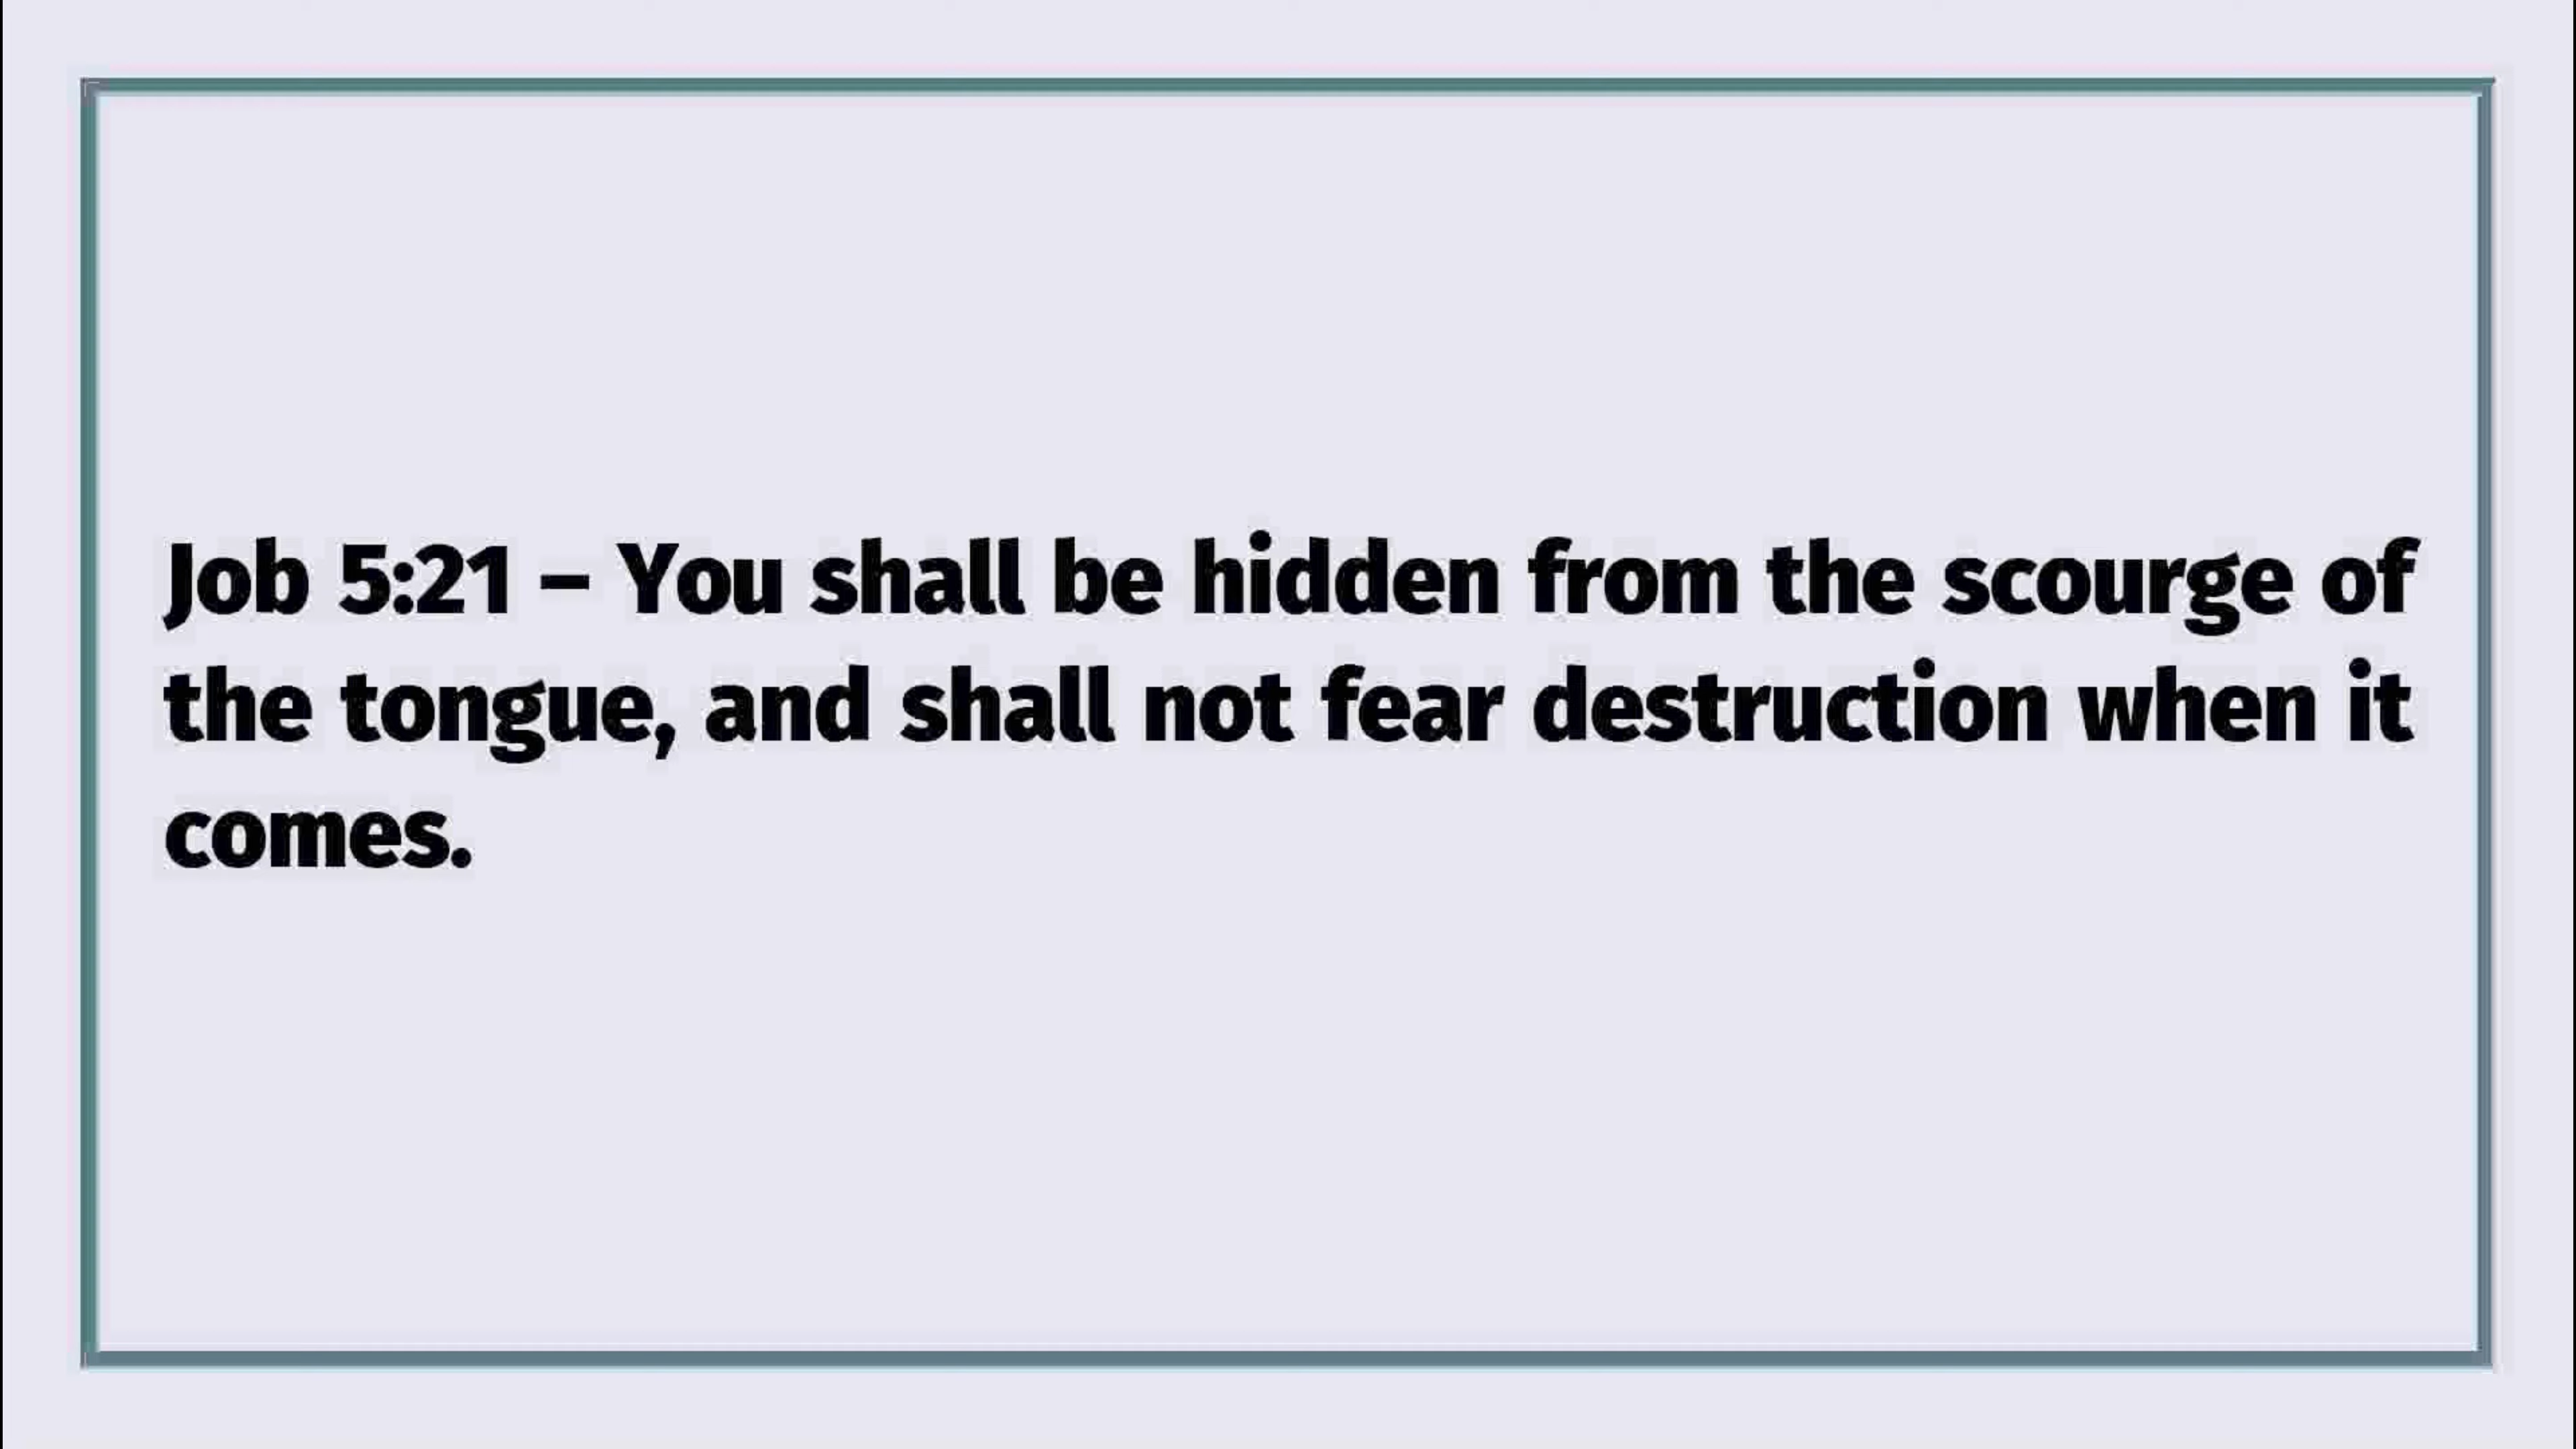 Job 5:21 – You shall be hidden from the scourge of
the tongue, and shall not fear destruction when it
comes.